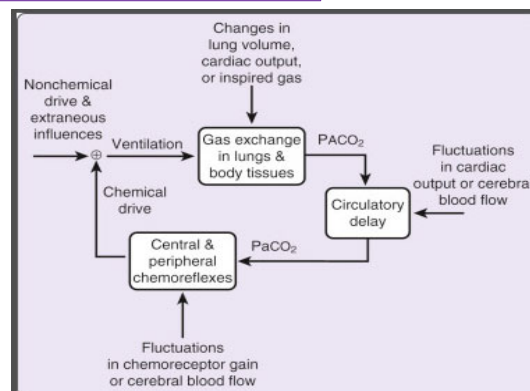 Changes in
lung volume,
cardiac output,
or inspired gas
Nonchemical
drive &
extraneous
influences
Ventilation
Gas exchange
in lungs &
body tissues
PACO₂
Fluctuations
in cardiac
output or cerebral
blood flow
Chemical
drive
Circulatory
delay
Central &
peripheral
chemoreflexes
PaCO₂
Fluctuations
in chemoreceptor gain
or cerebral blood flow